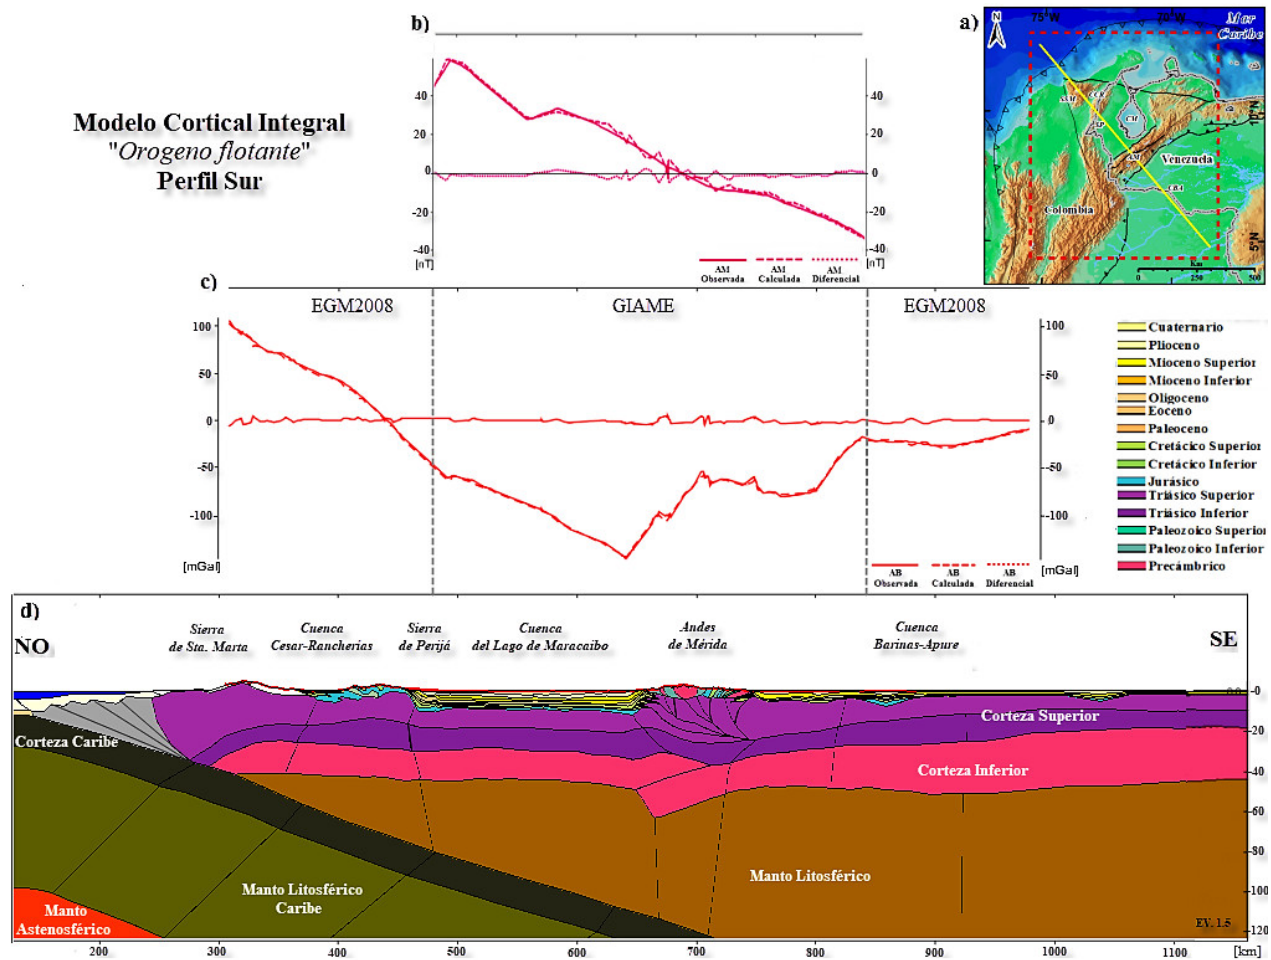 Modelo Cortical Integral
"Orogeno flotante"
Perfil Sur
b)
40
20
0
-20
-40
[nT]
40
20
0
-20
-40
[nT]
AM
Observada
AM
Calculada
AM
Diferencial
a)
N
75°W
70°W
Mar
Caribe
10°N
5°N
CM
AM
CBA
Venezuela
Colombia
Km
0
250
500
c)
EGM2008
GIAME
EGM2008
100
50
0
-50
-100
[mGal]
100
50
0
-50
-100
[mGal]
AB
Observada
AB
Calculada
AB
Diferencial
Cuaternario
Plioceno
Mioceno Superior
Mioceno Inferior
Oligoceno
Eoceno
Paleoceno
Cretácico Superior
Cretácico Inferior
Jurásico
Triásico Superior
Triásico Inferior
Paleozoico Superior
Paleozoico Inferior
Precámbrico
d)
NO
SE
Sierra
de Sta. Marta
Cuenca
Cesar-Rancherias
Sierra
de Perijá
Cuenca
del Lago de Maracaibo
Andes
de Mérida
Cuenca
Barinas-Apure
Corteza Caribe
Corteza Superior
Corteza Inferior
Manto Litosférico
Manto Litosférico
Caribe
Manto
Astenosférico
EV. 1.5
-20
-40
-60
-80
-100
-120
200
300
400
500
600
700
800
900
1000
1100
[km]